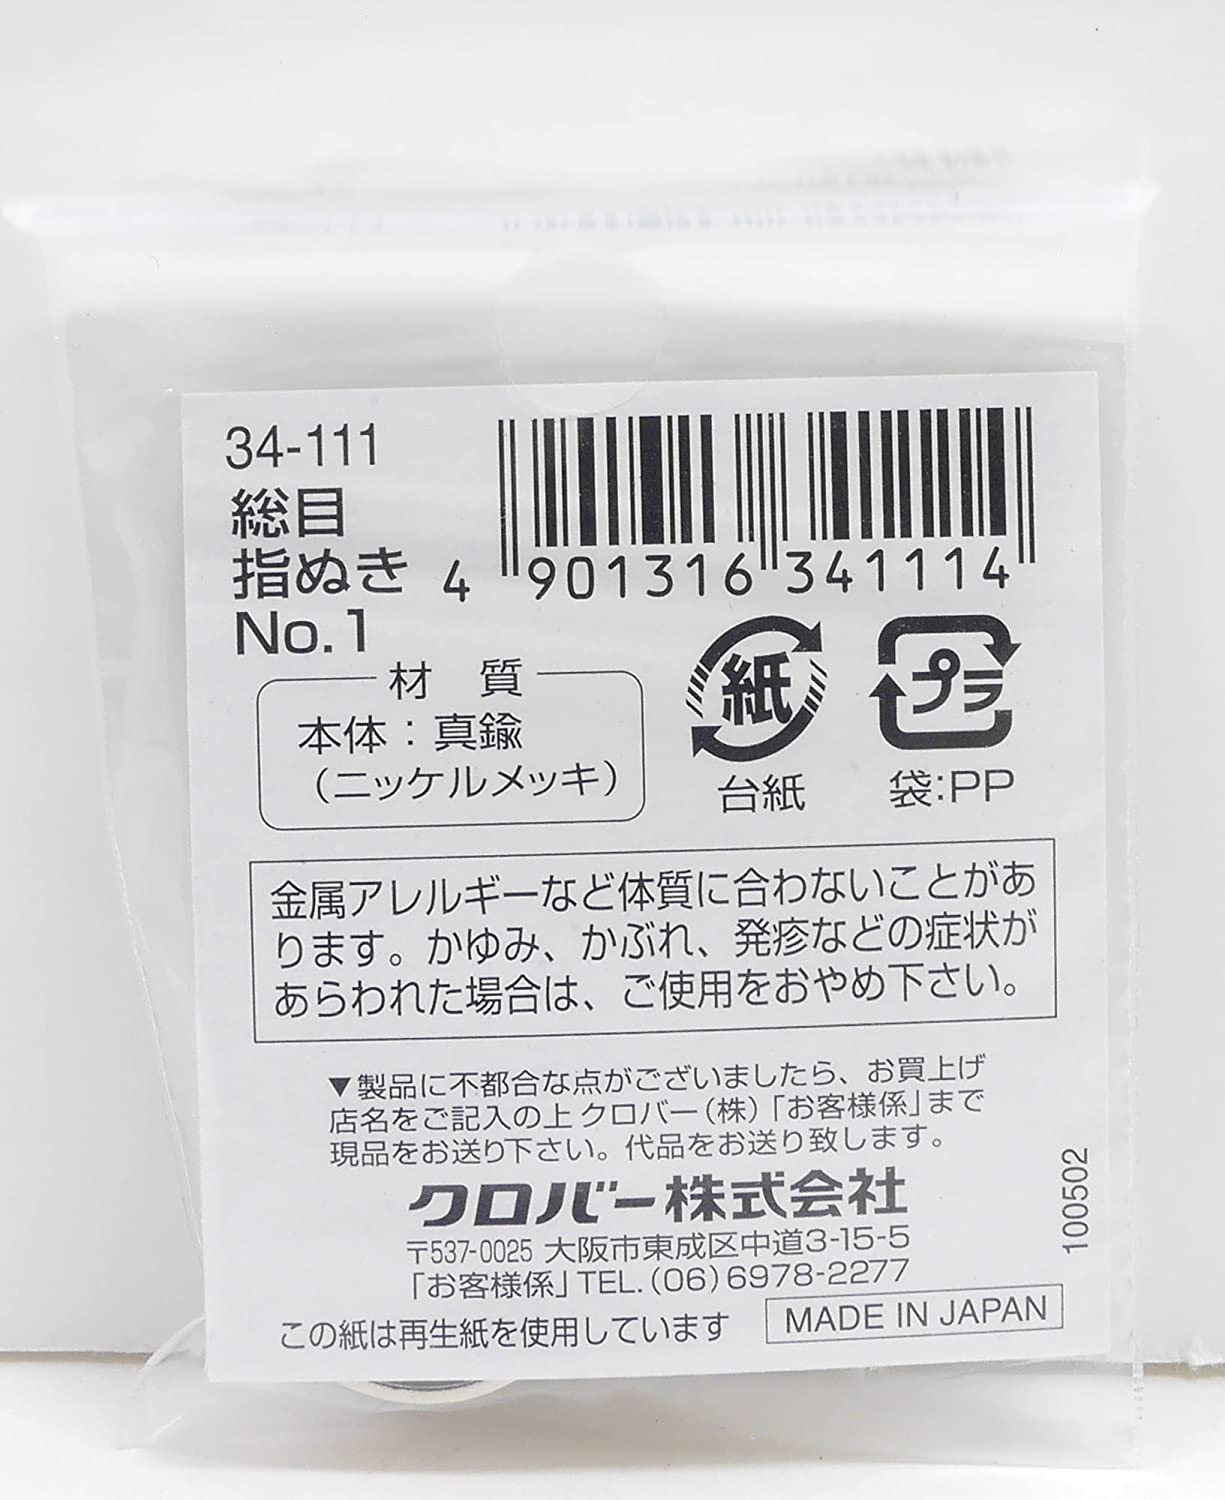 34-111
総目
指ぬき
No.1
4 901316 341114
材 質
本体：真鍮
（ニッケルメッキ）
紙
台紙
プラ
袋：PP
金属アレルギーなど体質に合わないことがあ
ります。かゆみ、かぶれ、発疹などの症状が
あらわれた場合は、ご使用をおやめ下さい。
▼製品に不都合な点がございましたら、お買上げ
店名をご記入の上クロバー（株）「お客様係」まで
現品をお送り下さい。代品をお送り致します。
クロバー株式会社
〒537-0025 大阪市東成区中道3-15-5
「お客様係」TEL.（06）6978-2277
この紙は再生紙を使用しています
MADE IN JAPAN
100502